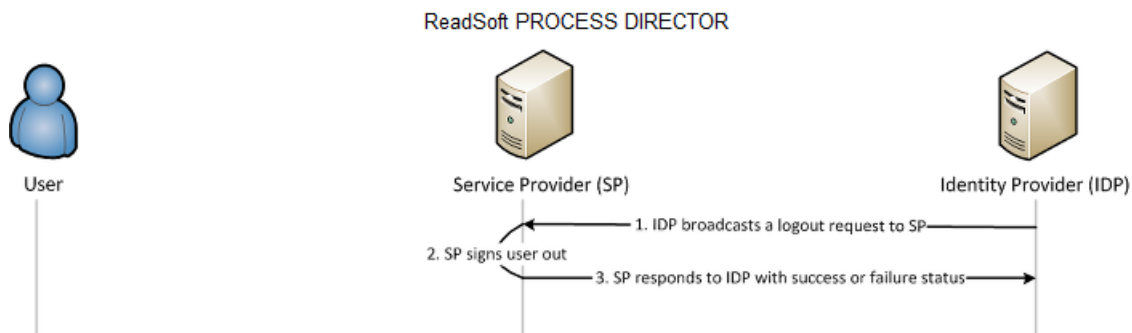 ReadSoft PROCESS DIRECTOR
User
Service Provider (SP)
Identity Provider (IDP)
1. IDP broadcasts a logout request to SP
2. SP signs user out
3. SP responds to IDP with success or failure status